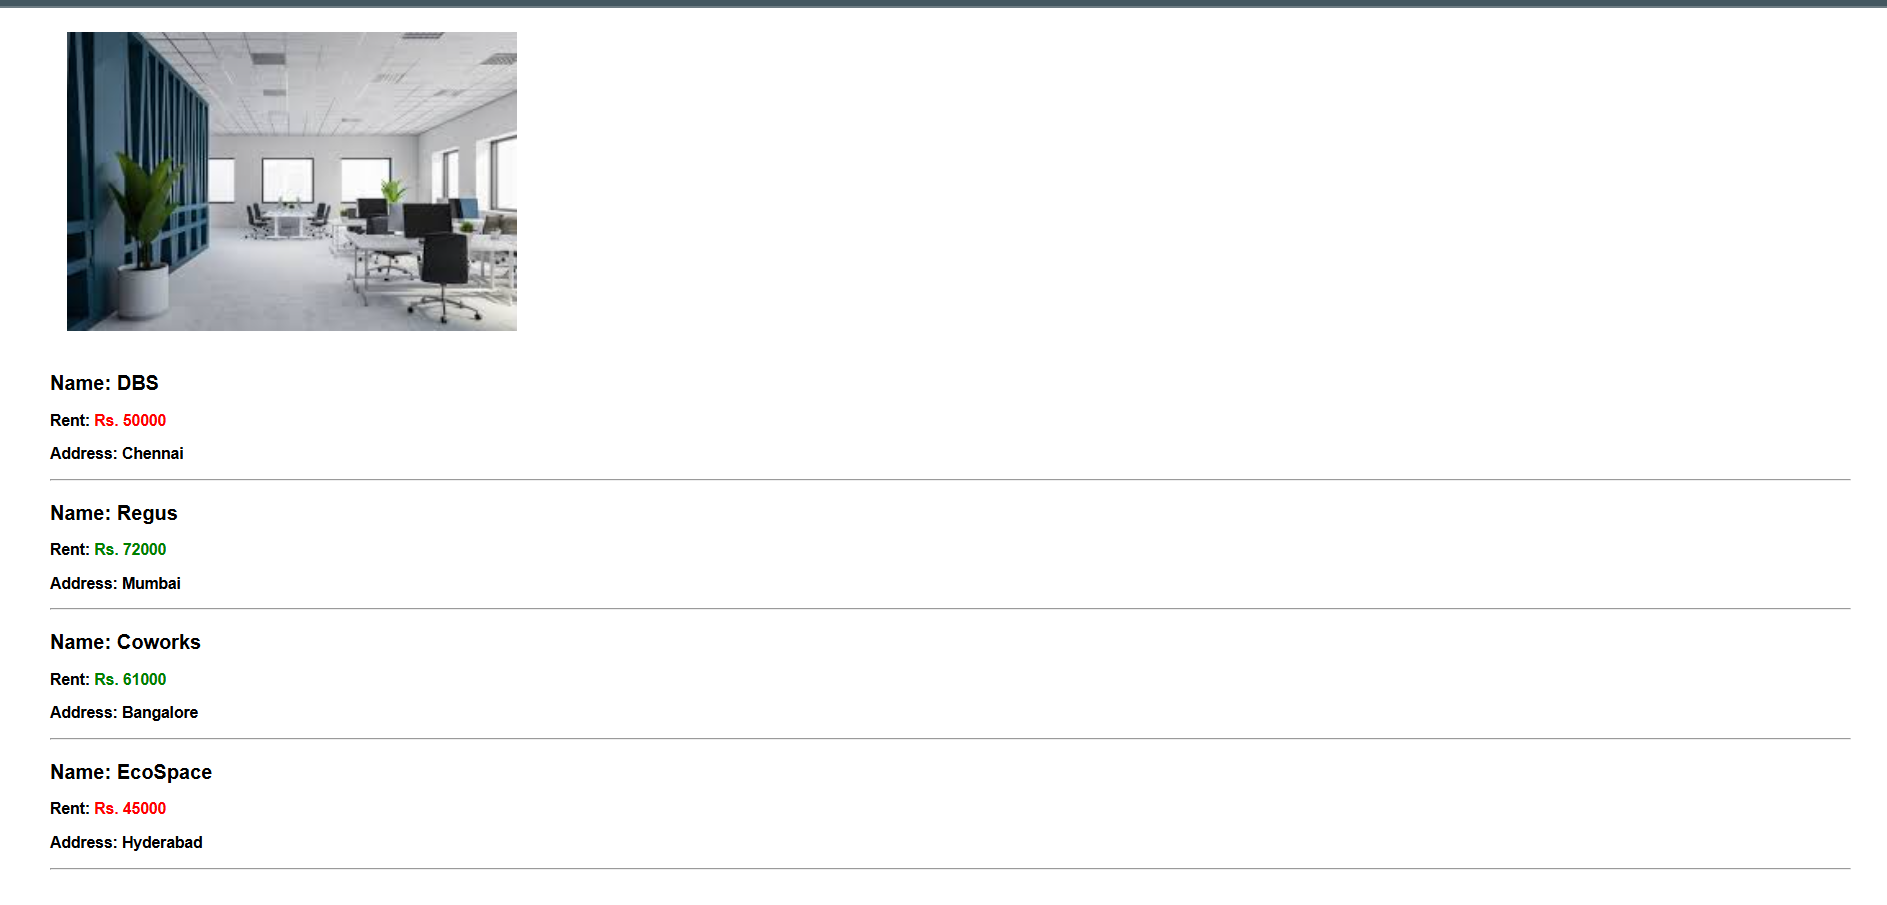 Name: DBS
Rent: Rs. 50000
Address: Chennai
Name: Regus
Rent: Rs. 72000
Address: Mumbai
Name: Coworks
Rent: Rs. 61000
Address: Bangalore
Name: EcoSpace
Rent: Rs. 45000
Address: Hyderabad